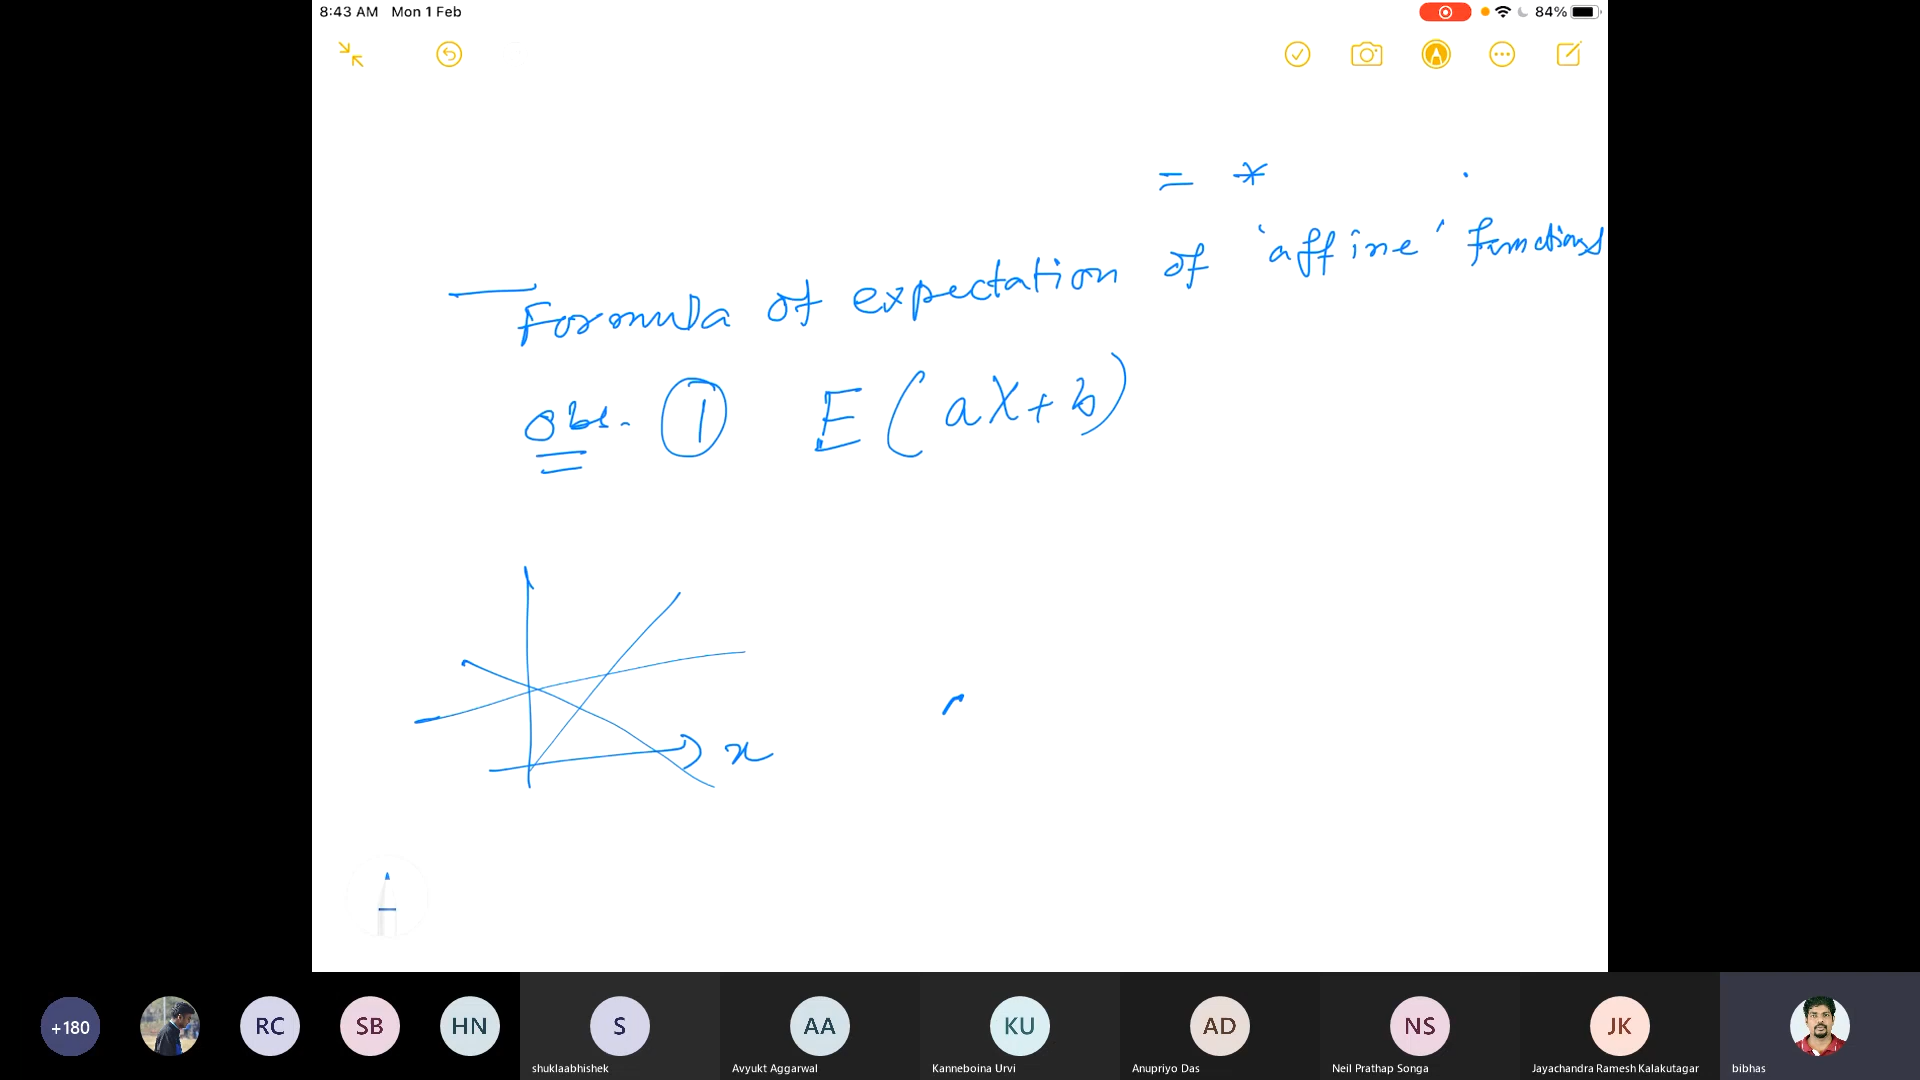 8:43 AM Mon 1 Feb 84%
= *
Formula of expectation of 'affine' functions
Obs. 1 E(aX+b)
x
+180 RC SB HN S AA KU AD NS JK
shuklaabhishek Avyukt Aggarwal Kanneboina Urvi Anupriyo Das Neil Prathap Songa Jayachandra Ramesh Kalakutagar bibhas